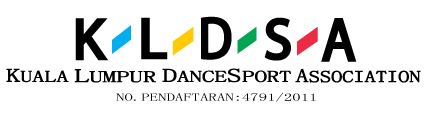 K L D S A
KUALA LUMPUR DANCESPORT ASSOCIATION
NO. PENDAFTARAN: 4791/2011